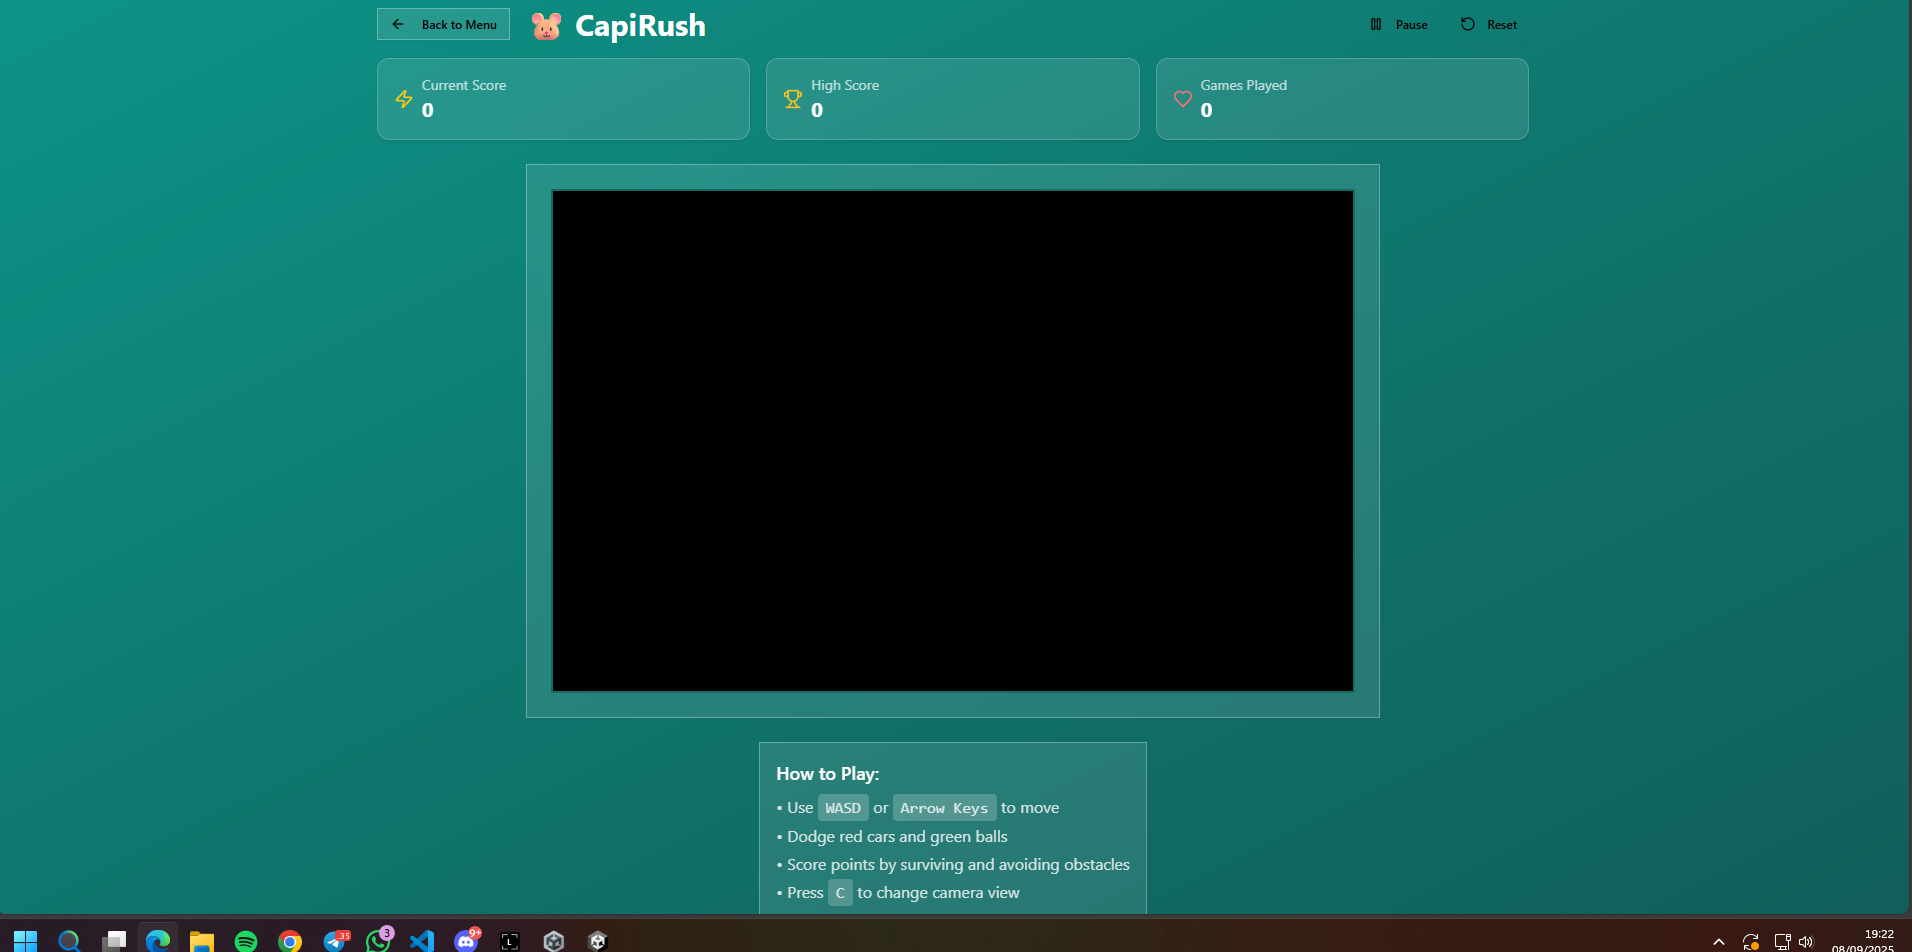 Back to Menu
CapiRush
Pause
Reset
Current Score
0
High Score
0
Games Played
0
How to Play:
• Use WASD or Arrow Keys to move
• Dodge red cars and green balls
• Score points by surviving and avoiding obstacles
• Press C to change camera view
35
3
9+
L
19:22
08/09/2025